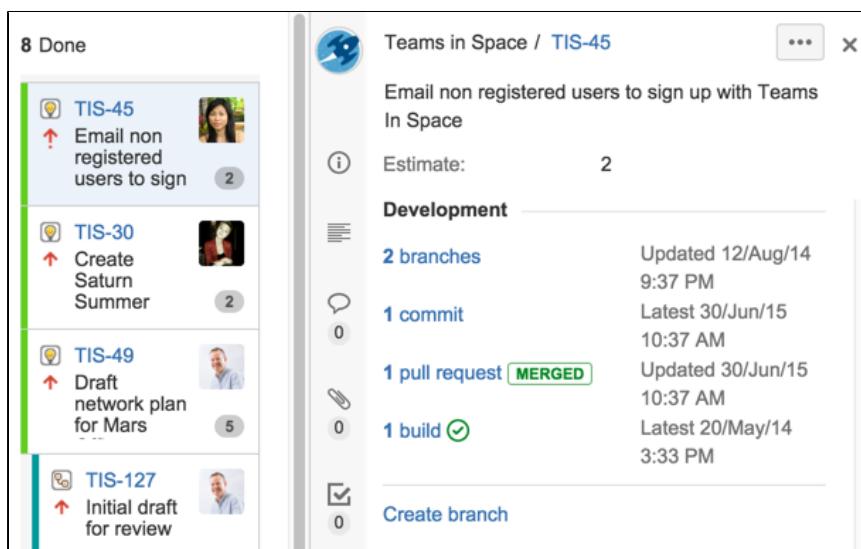 8 Done
TIS-45
Email non
registered
users to sign
2
TIS-30
Create
Saturn
Summer
2
TIS-49
Draft
network plan
for Mars
5
TIS-127
Initial draft
for review
Teams in Space / TIS-45
Email non registered users to sign up with Teams
In Space
Estimate: 2
Development
2 branches Updated 12/Aug/14
9:37 PM
1 commit Latest 30/Jun/15
10:37 AM
1 pull request MERGED Updated 30/Jun/15
10:37 AM
1 build Latest 20/May/14
3:33 PM
Create branch
0
0
0